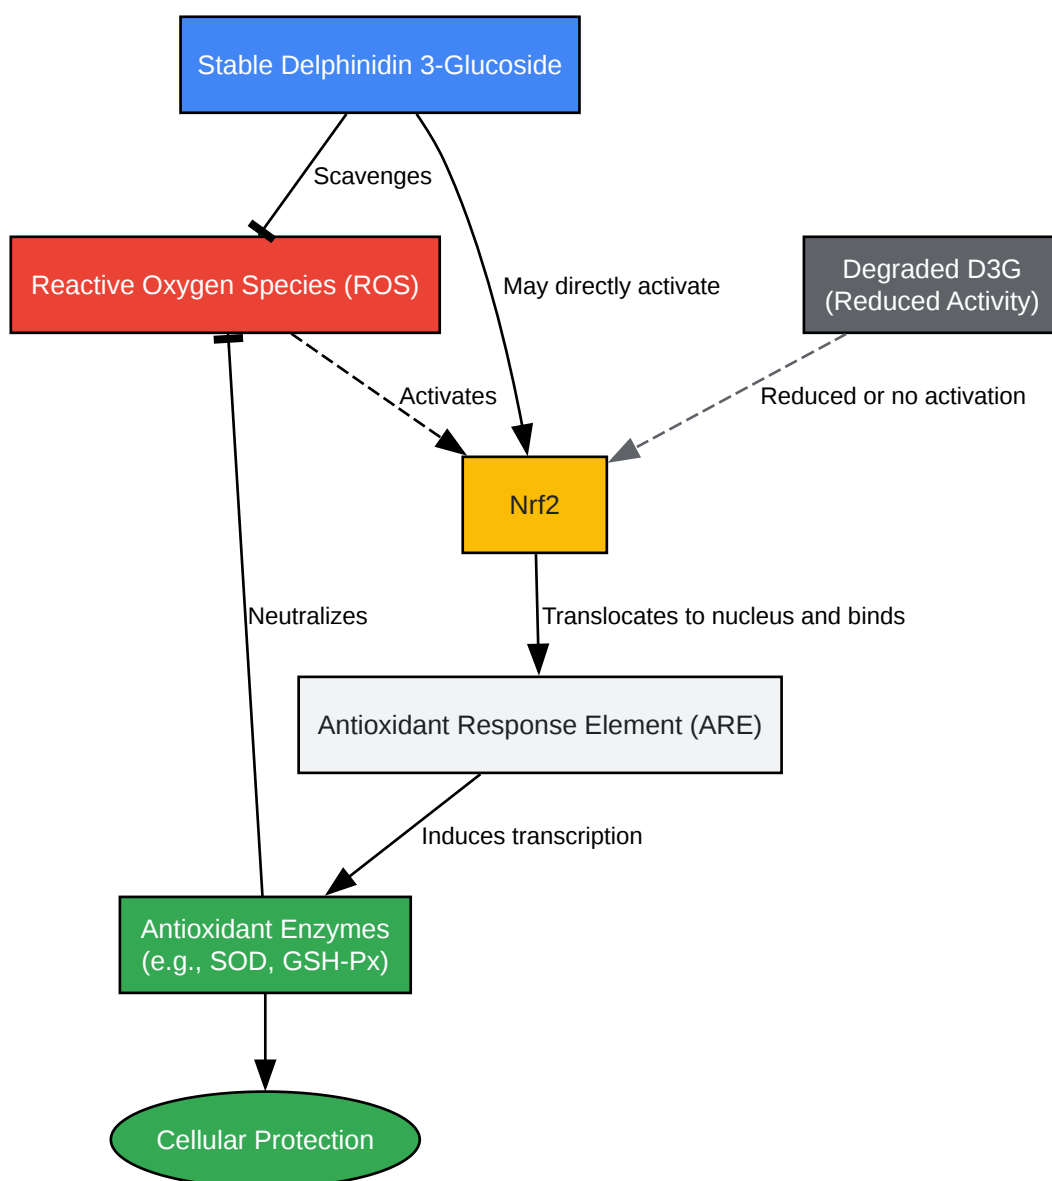 Stable Delphinidin 3-Glucoside
Scavenges
Reactive Oxygen Species (ROS)
May directly activate
Degraded D3G
(Reduced Activity)
Activates
Reduced or no activation
Nrf2
Neutralizes
Translocates to nucleus and binds
Antioxidant Response Element (ARE)
Induces transcription
Antioxidant Enzymes
(e.g., SOD, GSH-Px)
Cellular Protection